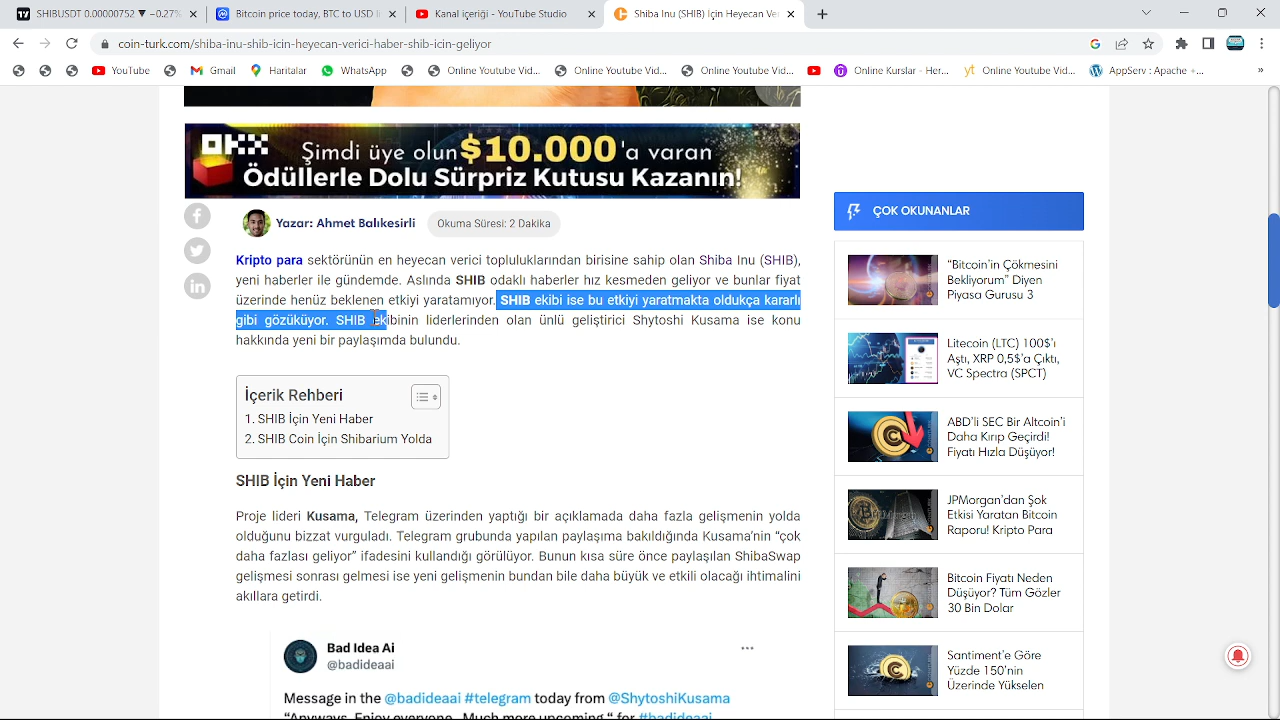 SHIBUSDT 0.00000752 ▼ −0.27%
Bitcoin price today, BTC to USD li
YouTube - YouTube Studio
Shiba Inu (SHIB) İçin Heyecan Ver
coin-turk.com/shiba-inu-shib-icin-heyecan-verici-haber-shib-icin-geliyor
YouTube
Gmail
Haritalar
WhatsApp
Online Youtube Vid...
Online Youtube Vid...
Online Youtube Vid...
Online Kurslar - Her...
yt Online Youtube Vid...
AppServ : Apache +...
»
OKX
Şimdi üye olun $10.000'a varan
Ödüllerle Dolu Sürpriz Kutusu Kazanın!
Yazar: Ahmet Balıkesirli
Okuma Süresi: 2 Dakika
Kripto para sektörünün en heyecan verici topluluklarından birisine sahip olan Shiba Inu (SHIB),
yeni haberler ile gündemde. Aslında SHIB odaklı haberler hız kesmeden geliyor ve bunlar fiyat
üzerinde henüz beklenen etkiyi yaratamıyor. SHIB ekibi ise bu etkiyi yaratmakta oldukça kararlı
gibi gözüküyor. SHIB ekibinin liderlerinden olan ünlü geliştirici Shytoshi Kusama ise konu
hakkında yeni bir paylaşımda bulundu.
İçerik Rehberi
1. SHIB İçin Yeni Haber
2. SHIB Coin İçin Shibarium Yolda
SHIB İçin Yeni Haber
Proje lideri Kusama, Telegram üzerinden yaptığı bir açıklamada daha fazla gelişmenin yolda
olduğunu bizzat vurguladı. Telegram grubunda yapılan paylaşıma bakıldığında Kusama'nın “çok
daha fazlası geliyor” ifadesini kullandığı görülüyor. Bunun kısa süre önce paylaşılan ShibaSwap
gelişmesi sonrası gelmesi ise yeni gelişmenin bundan bile daha büyük ve etkili olacağı ihtimalini
akıllara getirdi.
Bad Idea Ai
@badideaai
Message in the @badideaai #telegram today from @ShytoshiKusama
“Anyways. Enjoy everyone. Much more upcoming “ for #badideaai
ÇOK OKUNANLAR
“Bitcoin'in Çökmesini
Bekliyorum” Diyen
Piyasa Gurusu 3
Litecoin (LTC) 100$'ı
Aştı, XRP 0,5$'a Çıktı,
VC Spectra (SPCT)
ABD'li SEC Bir Altcoin'i
Daha Kırıp Geçirdi!
Fiyatı Hızla Düşüyor!
JPMorgan'dan Şok
Etkisi Yaratan Bitcoin
Raporu! Kripto Para
Bitcoin Fiyatı Neden
Düşüyor? Tüm Gözler
30 Bin Dolar
Santiment'e Göre
Yüzde 150'nin
Üzerinde Yükselen